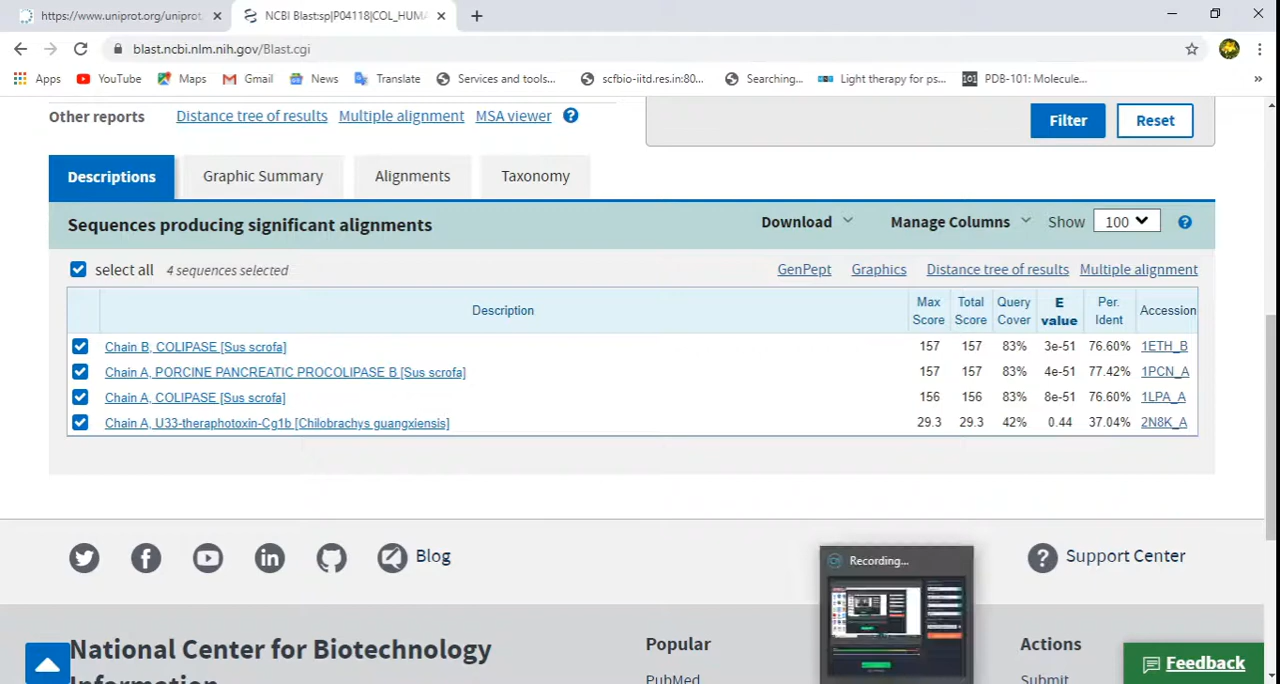 https://www.uniprot.org/uniprot
NCBI Blast:sp|P04118|COL_HUMA
blast.ncbi.nlm.nih.gov/Blast.cgi
Apps YouTube Maps Gmail News Translate Services and tools... scfbio-iitd.res.in:80... Searching... Light therapy for ps... PDB-101: Molecule... »
Other reports Distance tree of results Multiple alignment MSA viewer ?
Filter Reset
Descriptions Graphic Summary Alignments Taxonomy
Sequences producing significant alignments Download Manage Columns Show 100 ?
select all 4 sequences selected GenPept Graphics Distance tree of results Multiple alignment
Description Max Score Total Score Query Cover E value Per. Ident Accession
Chain B, COLIPASE [Sus scrofa] 157 157 83% 3e-51 76.60% 1ETH_B
Chain A, PORCINE PANCREATIC PROCOLIPASE B [Sus scrofa] 157 157 83% 4e-51 77.42% 1PCN_A
Chain A, COLIPASE [Sus scrofa] 156 156 83% 8e-51 76.60% 1LPA_A
Chain A, U33-theraphotoxin-Cg1b [Chilobrachys guangxiensis] 29.3 29.3 42% 0.44 37.04% 2N8K_A
Blog
Recording...
? Support Center
National Center for Biotechnology
Information
Popular
PubMed
Actions
Submit
Feedback